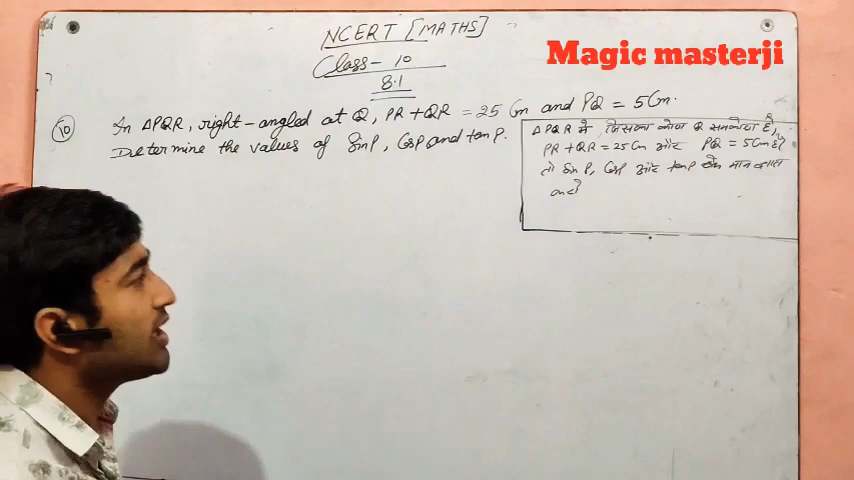 NCERT [MATHS]
Magic masterji
Class - 10
8.1
10 In ΔPQR, right-angled at Q, PR + QR = 25 Cm and PQ = 5Cm.
Determine the values of SinP, CosP and tanP.
ΔPQR में, जिसका कोण Q समकोण है,
PR + QR = 25Cm और PQ = 5Cm है।
तो Sin P, CosP और tanP के मान ज्ञात
करो